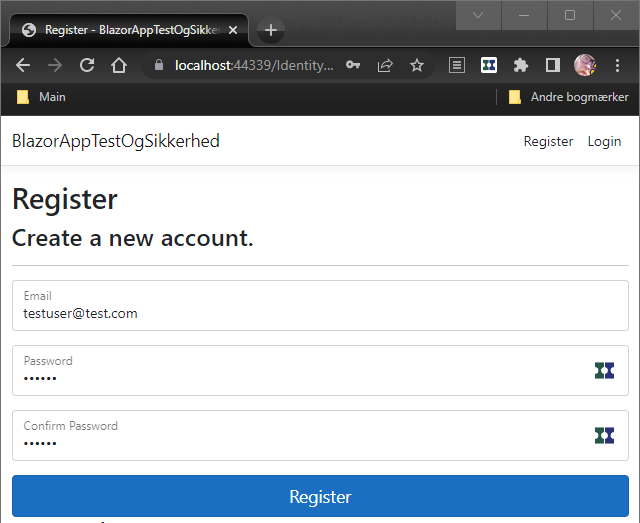 Register - BlazorAppTestOgSikke
localhost:44339/Identity...
Main
Andre bogmærker
BlazorAppTestOgSikkerhed
Register Login
Register
Create a new account.
Email
testuser@test.com
Password
••••••
Confirm Password
••••••
Register